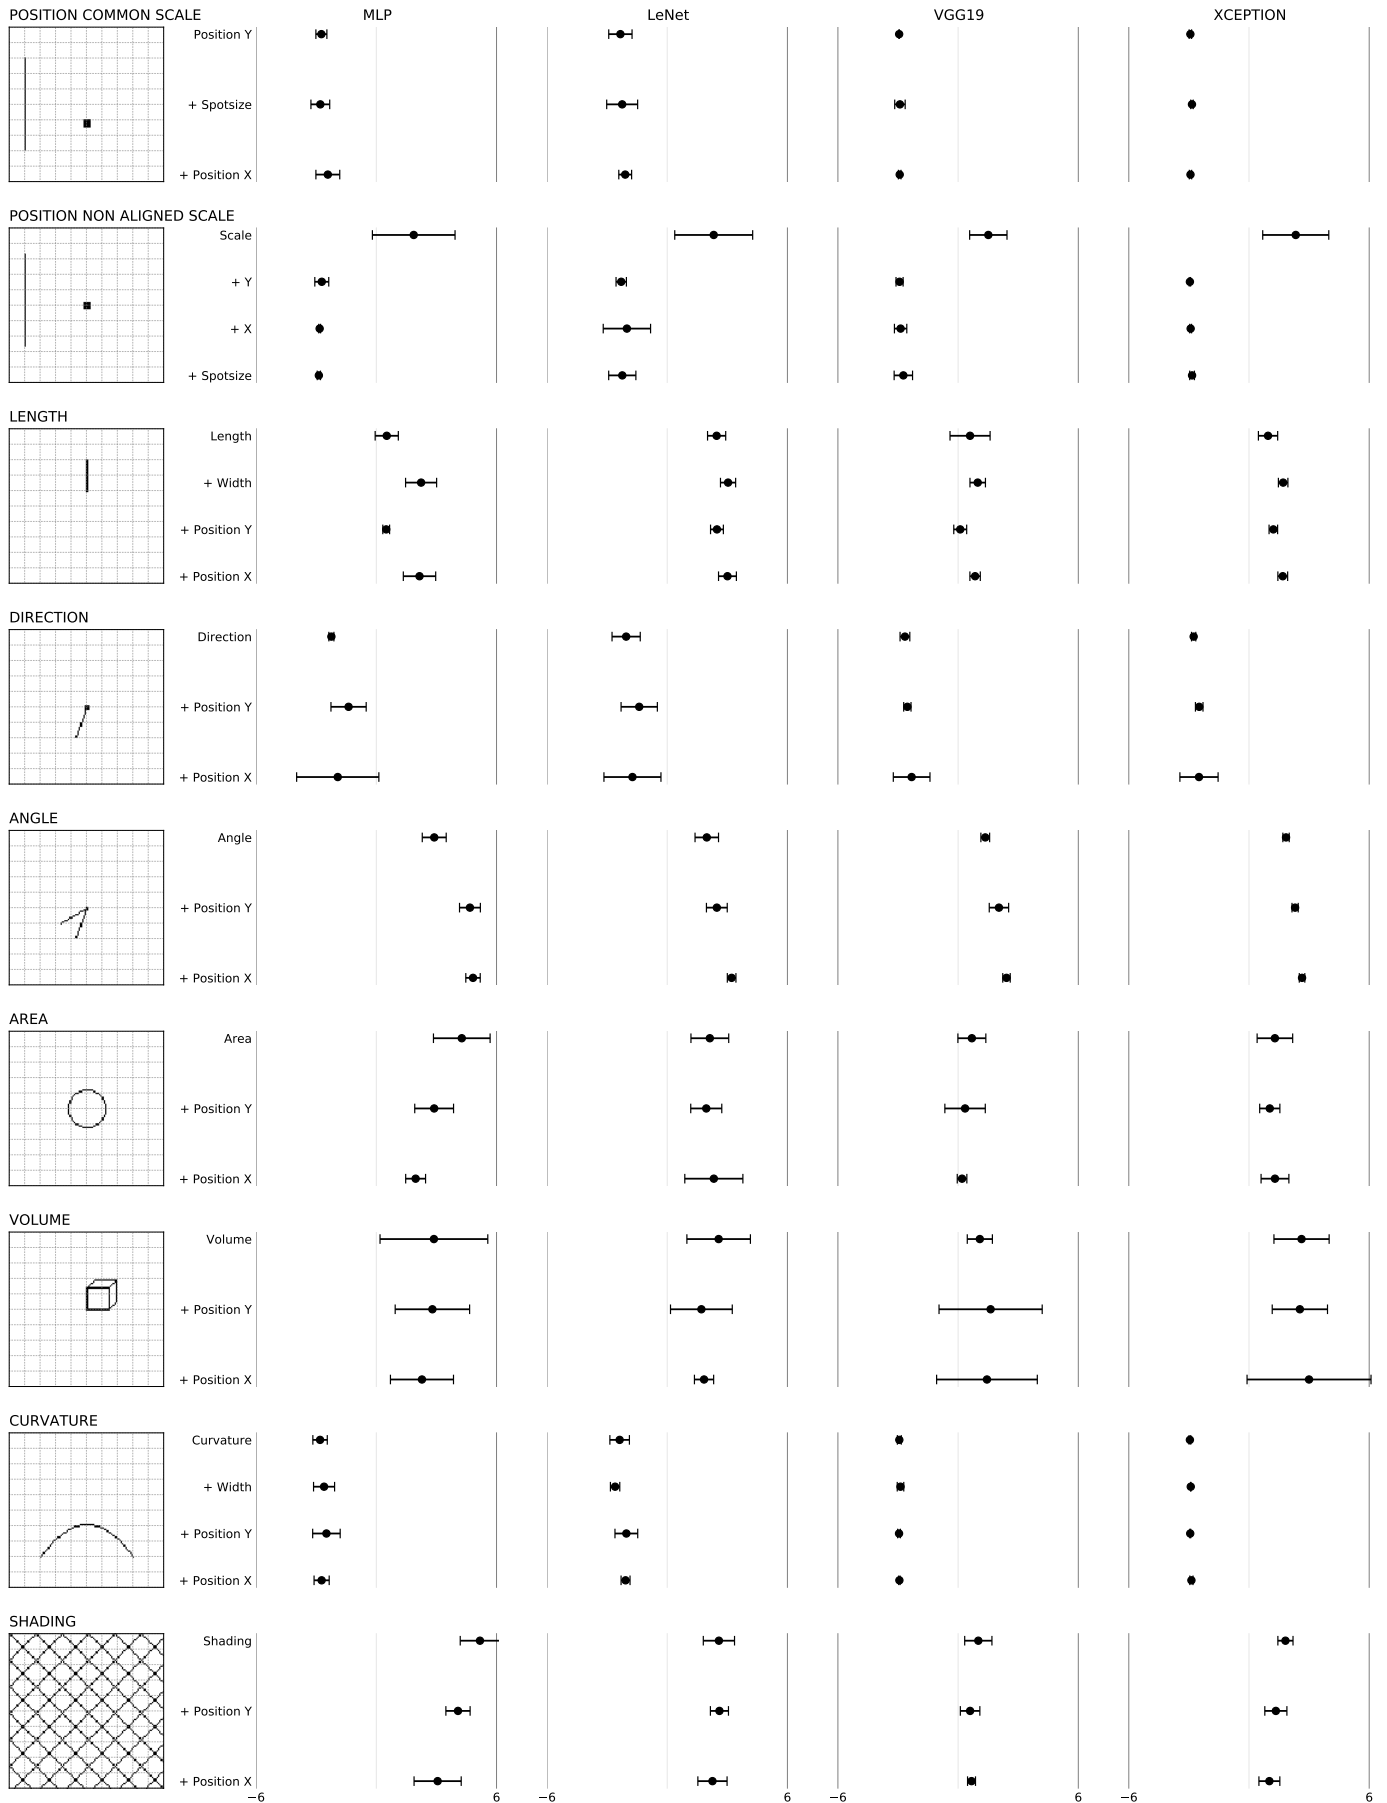 POSITION COMMON SCALE MLP LeNet VGG19 XCEPTION
Position Y
+ Spotsize
+ Position X
POSITION NON ALIGNED SCALE
Scale
+ Y
+ X
+ Spotsize
LENGTH
Length
+ Width
+ Position Y
+ Position X
DIRECTION
Direction
+ Position Y
+ Position X
ANGLE
Angle
+ Position Y
+ Position X
AREA
Area
+ Position Y
+ Position X
VOLUME
Volume
+ Position Y
+ Position X
CURVATURE
Curvature
+ Width
+ Position Y
+ Position X
SHADING
Shading
+ Position Y
+ Position X
−6 6 −6 6 −6 6 −6 6